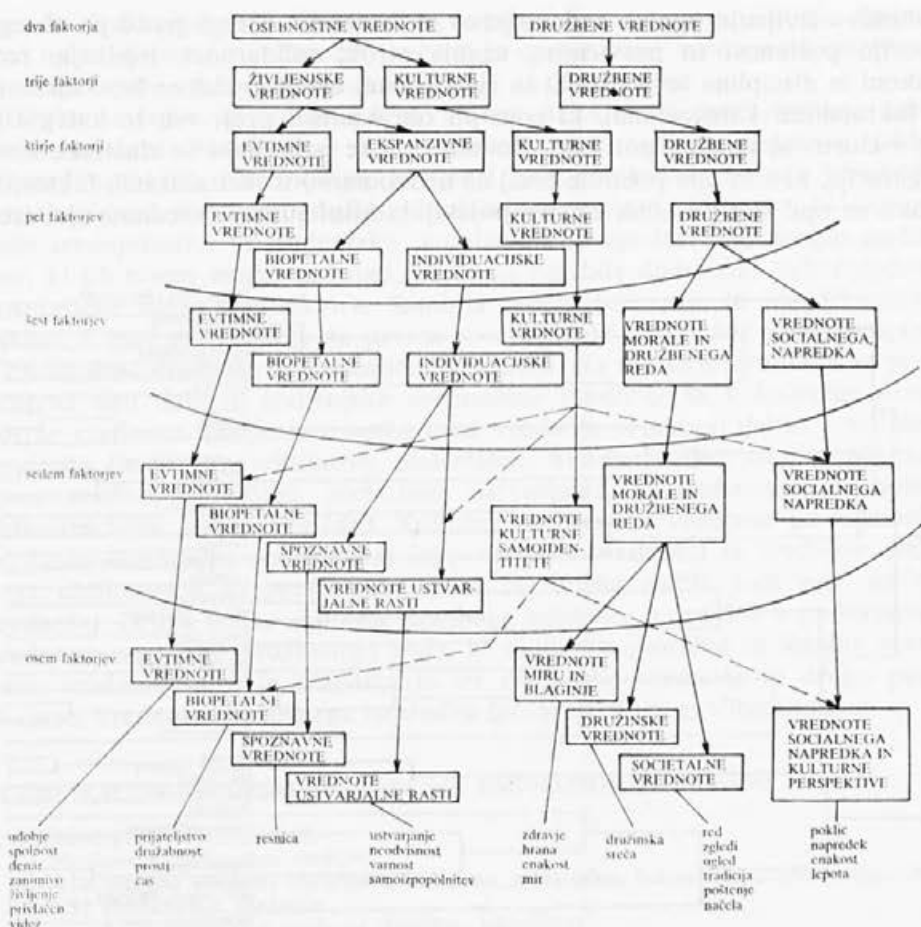 dva faktorja
OSEBNOSTNE VREDNOTE
DRUŽBENE VREDNOTE
trije faktorji
ŽIVLJENJSKE
VREDNOTE
KULTURNE
VREDNOTE
DRUŽBENE
VREDNOTE
štirje faktorji
EVTIMNE
VREDNOTE
EKSPANZIVNE
VREDNOTE
KULTURNE
VREDNOTE
DRUŽBENE
VREDNOTE
pet faktorjev
EVTIMNE
VREDNOTE
KULTURNE
VREDNOTE
DRUŽBENE
VREDNOTE
BIOPETALNE
VREDNOTE
INDIVIDUACIJSKE
VREDNOTE
šest faktorjev
EVTIMNE
VREDNOTE
KULTURNE
VRDNOTE
VREDNOTE
MORALE IN
DRUŽBENEGA
REDA
VREDNOTE
SOCIALNEGA,
NAPREDKA
BIOPETALNE
VREDNOTE
INDIVIDUACIJSKE
VREDNOTE
sedem faktorjev
EVTIMNE
VREDNOTE
VREDNOTE
MORALE IN
DRUŽBENEGA
REDA
VREDNOTE
SOCIALNEGA
NAPREDKA
BIOPETALNE
VREDNOTE
VREDNOTE
KULTURNE
SAMOIDEN-
TITETE
SPOZNAVNE
VREDNOTE
VREDNOTE USTVAR-
JALNE RASTI
osem faktorjev
EVTIMNE
VREDNOTE
VREDNOTE
MIRU IN
BLAGINJE
BIOPETALNE
VREDNOTE
DRUŽINSKE
VREDNOTE
VREDNOTE
SOCIALNEGA
NAPREDKA IN
KULTURNE
PERSPEKTIVE
SPOZNAVNE
VREDNOTE
SOCIETALNE
VREDNOTE
VREDNOTE
USTVARJALNE RASTI
udobje
spolnost
denar
zanimivo
življenje
privlačen
videz
prijateljstvo
družabnost
prosti
čas
resnica
ustvarjanje
neodvisnost
varnost
samoizpopolnitev
zdravje
hrana
enakost
mir
družinska
sreča
red
zgledi
ugled
tradicija
poštenje
načela
poklic
napredek
enakost
lepota